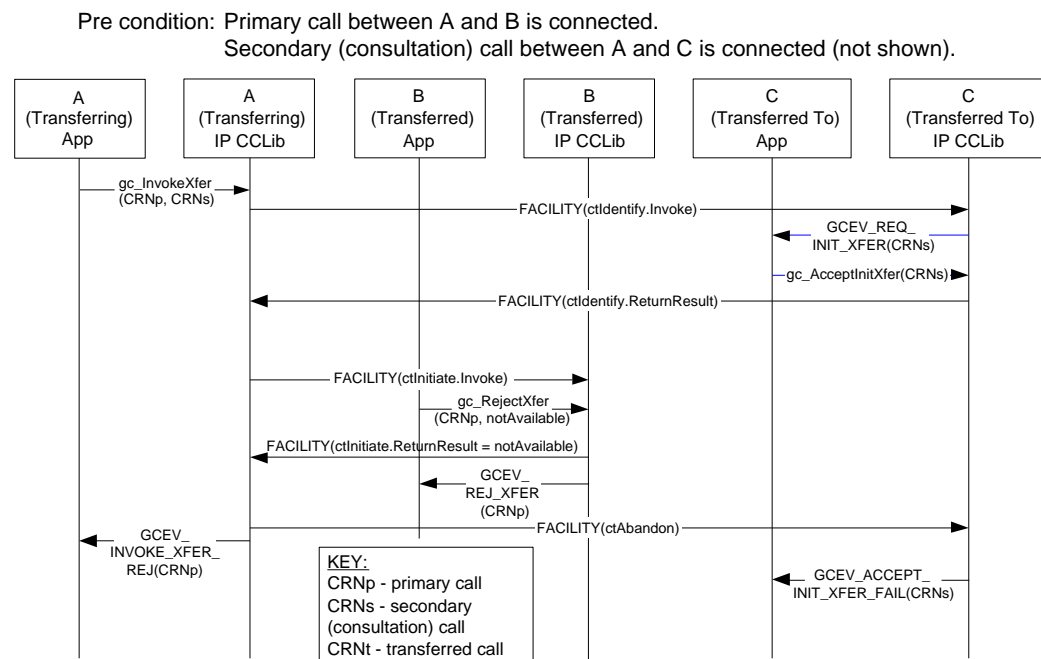 Pre condition: Primary call between A and B is connected.
Secondary (consultation) call between A and C is connected (not shown).
A
(Transferring)
App
A
(Transferring)
IP CCLib
B
(Transferred)
App
B
(Transferred)
IP CCLib
C
(Transferred To)
App
C
(Transferred To)
IP CCLib
gc_InvokeXfer
(CRNp, CRNs)
FACILITY(ctIdentify.Invoke)
GCEV_REQ_
INIT_XFER(CRNs)
gc_AcceptInitXfer(CRNs)
FACILITY(ctIdentify.ReturnResult)
FACILITY(ctInitiate.Invoke)
gc_RejectXfer
(CRNp, notAvailable)
FACILITY(ctInitiate.ReturnResult = notAvailable)
GCEV_
REJ_XFER
(CRNp)
FACILITY(ctAbandon)
GCEV_
INVOKE_XFER_
REJ(CRNp)
GCEV_ACCEPT_
INIT_XFER_FAIL(CRNs)
KEY:
CRNp - primary call
CRNs - secondary
(consultation) call
CRNt - transferred call